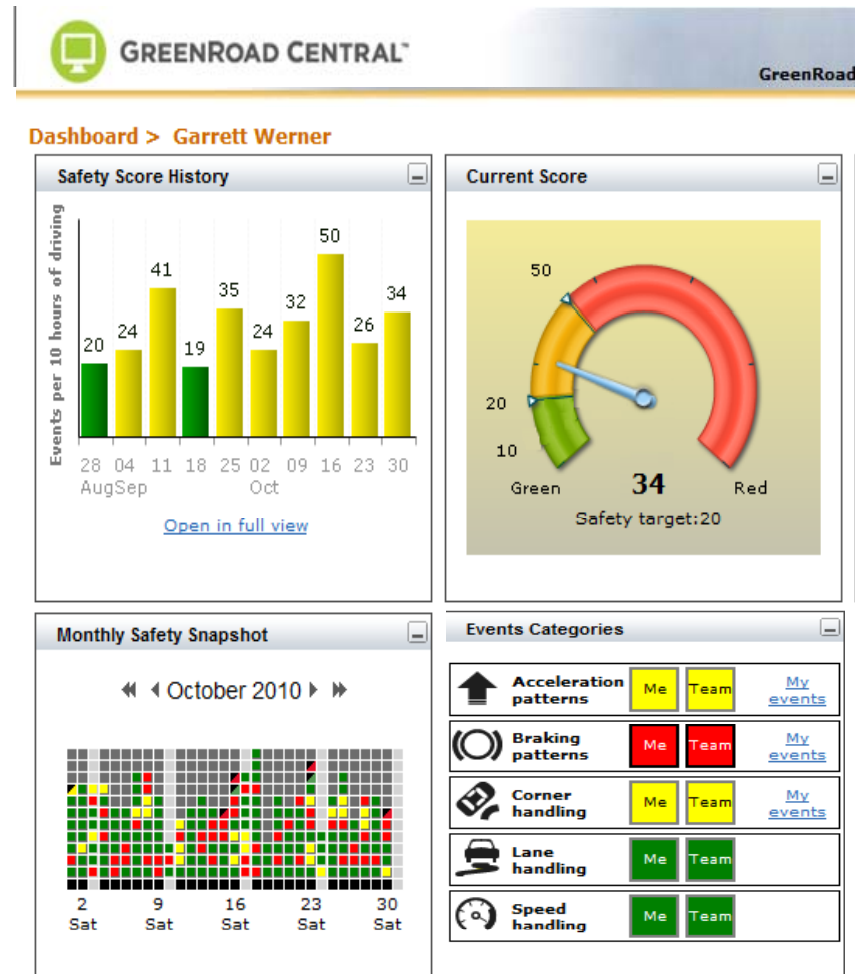 GREENROAD CENTRAL™
GreenRoad
Dashboard > Garrett Werner
Safety Score History
Events per 10 hours of driving
20 24 41 19 35 24 32 50 26 34
28 04 11 18 25 02 09 16 23 30
Aug Sep Oct
Open in full view
Current Score
50
20
10
Green 34 Red
Safety target:20
Monthly Safety Snapshot
October 2010
2 9 16 23 30
Sat Sat Sat Sat Sat
Events Categories
Acceleration patterns Me Team My events
Braking patterns Me Team My events
Corner handling Me Team My events
Lane handling Me Team
Speed handling Me Team